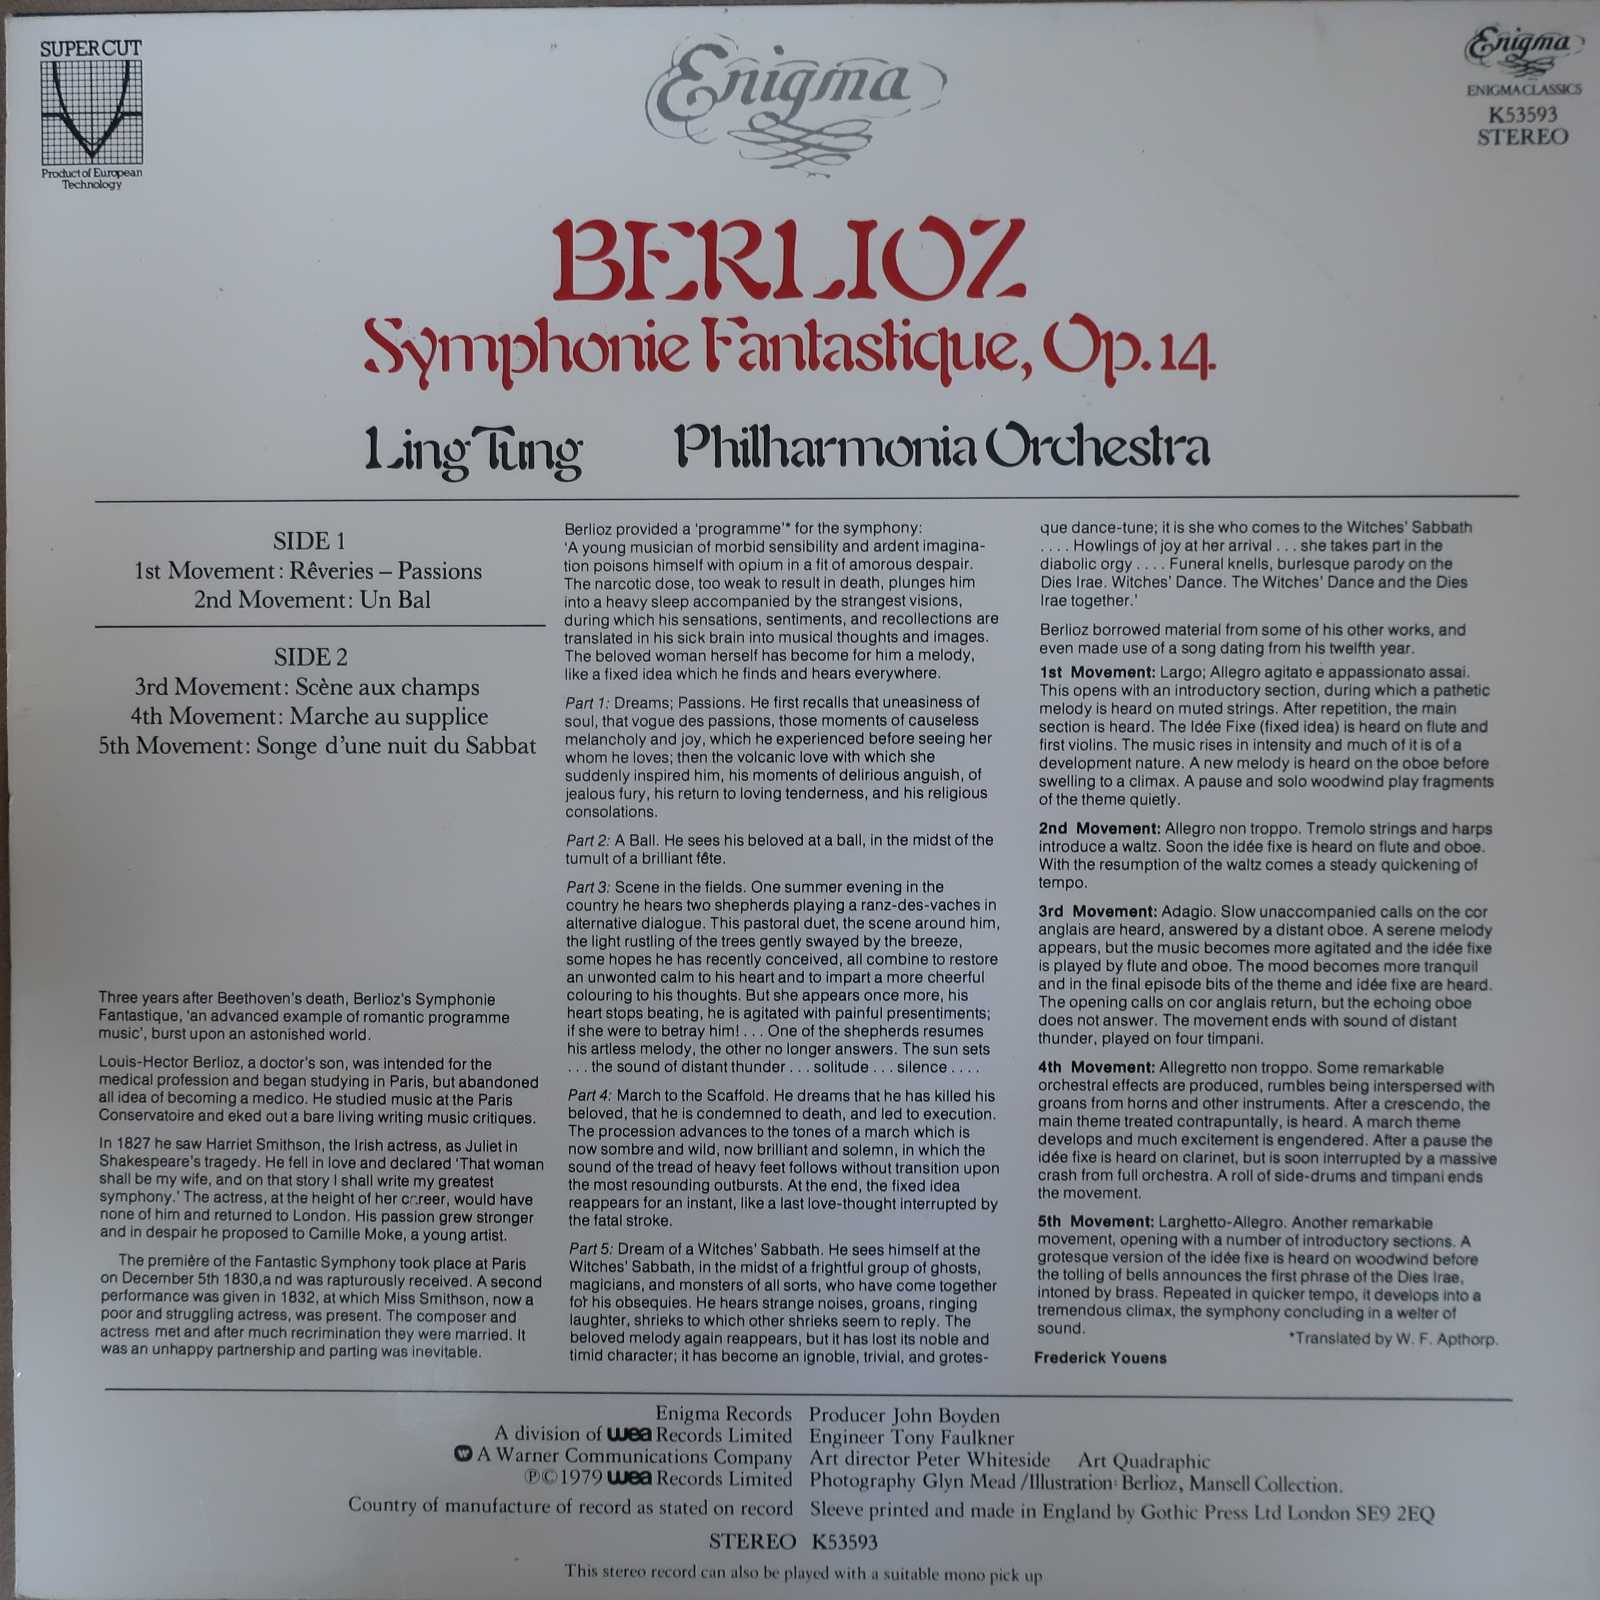 SUPER CUT
Product of European
Technology
Enigma
Enigma
ENIGMA CLASSICS
K53593
STEREO
BERLIOZ
Symphonie Fantastique, Op. 14.
Ling Tung Philharmonia Orchestra
SIDE 1
1st Movement: Rêveries – Passions
2nd Movement: Un Bal
SIDE 2
3rd Movement: Scène aux champs
4th Movement: Marche au supplice
5th Movement: Songe d'une nuit du Sabbat
Three years after Beethoven's death, Berlioz's Symphonie
Fantastique, 'an advanced example of romantic programme
music', burst upon an astonished world.
Louis-Hector Berlioz, a doctor's son, was intended for the
medical profession and began studying in Paris, but abandoned
all idea of becoming a medico. He studied music at the Paris
Conservatoire and eked out a bare living writing music critiques.
In 1827 he saw Harriet Smithson, the Irish actress, as Juliet in
Shakespeare's tragedy. He fell in love and declared 'That woman
shall be my wife, and on that story I shall write my greatest
symphony.' The actress, at the height of her career, would have
none of him and returned to London. His passion grew stronger
and in despair he proposed to Camille Moke, a young artist.
The première of the Fantastic Symphony took place at Paris
on December 5th 1830,a nd was rapturously received. A second
performance was given in 1832, at which Miss Smithson, now a
poor and struggling actress, was present. The composer and
actress met and after much recrimination they were married. It
was an unhappy partnership and parting was inevitable.
Berlioz provided a 'programme'* for the symphony:
'A young musician of morbid sensibility and ardent imagina-
tion poisons himself with opium in a fit of amorous despair.
The narcotic dose, too weak to result in death, plunges him
into a heavy sleep accompanied by the strangest visions,
during which his sensations, sentiments, and recollections are
translated in his sick brain into musical thoughts and images.
The beloved woman herself has become for him a melody,
like a fixed idea which he finds and hears everywhere.
Part 1: Dreams; Passions. He first recalls that uneasiness of
soul, that vogue des passions, those moments of causeless
melancholy and joy, which he experienced before seeing her
whom he loves; then the volcanic love with which she
suddenly inspired him, his moments of delirious anguish, of
jealous fury, his return to loving tenderness, and his religious
consolations.
Part 2: A Ball. He sees his beloved at a ball, in the midst of the
tumult of a brilliant fête.
Part 3: Scene in the fields. One summer evening in the
country he hears two shepherds playing a ranz-des-vaches in
alternative dialogue. This pastoral duet, the scene around him,
the light rustling of the trees gently swayed by the breeze,
some hopes he has recently conceived, all combine to restore
an unwonted calm to his heart and to impart a more cheerful
colouring to his thoughts. But she appears once more, his
heart stops beating, he is agitated with painful presentiments;
if she were to betray him! . . . One of the shepherds resumes
his artless melody, the other no longer answers. The sun sets
. . . the sound of distant thunder . . . solitude . . . silence . . . .
Part 4: March to the Scaffold. He dreams that he has killed his
beloved, that he is condemned to death, and led to execution.
The procession advances to the tones of a march which is
now sombre and wild, now brilliant and solemn, in which the
sound of the tread of heavy feet follows without transition upon
the most resounding outbursts. At the end, the fixed idea
reappears for an instant, like a last love-thought interrupted by
the fatal stroke.
Part 5: Dream of a Witches' Sabbath. He sees himself at the
Witches' Sabbath, in the midst of a frightful group of ghosts,
magicians, and monsters of all sorts, who have come together
for his obsequies. He hears strange noises, groans, ringing
laughter, shrieks to which other shrieks seem to reply. The
beloved melody again reappears, but it has lost its noble and
timid character; it has become an ignoble, trivial, and grotes-
que dance-tune; it is she who comes to the Witches' Sabbath
. . . . Howlings of joy at her arrival . . . she takes part in the
diabolic orgy . . . . Funeral knells, burlesque parody on the
Dies Irae. Witches' Dance. The Witches' Dance and the Dies
Irae together.'
Berlioz borrowed material from some of his other works, and
even made use of a song dating from his twelfth year.
1st Movement: Largo; Allegro agitato e appassionato assai.
This opens with an introductory section, during which a pathetic
melody is heard on muted strings. After repetition, the main
section is heard. The Idée Fixe (fixed idea) is heard on flute and
first violins. The music rises in intensity and much of it is of a
development nature. A new melody is heard on the oboe before
swelling to a climax. A pause and solo woodwind play fragments
of the theme quietly.
2nd Movement: Allegro non troppo. Tremolo strings and harps
introduce a waltz. Soon the idée fixe is heard on flute and oboe.
With the resumption of the waltz comes a steady quickening of
tempo.
3rd Movement: Adagio. Slow unaccompanied calls on the cor
anglais are heard, answered by a distant oboe. A serene melody
appears, but the music becomes more agitated and the idée fixe
is played by flute and oboe. The mood becomes more tranquil
and in the final episode bits of the theme and idée fixe are heard.
The opening calls on cor anglais return, but the echoing oboe
does not answer. The movement ends with sound of distant
thunder, played on four timpani.
4th Movement: Allegretto non troppo. Some remarkable
orchestral effects are produced, rumbles being interspersed with
groans from horns and other instruments. After a crescendo, the
main theme treated contrapuntally, is heard. A march theme
develops and much excitement is engendered. After a pause the
idée fixe is heard on clarinet, but is soon interrupted by a massive
crash from full orchestra. A roll of side-drums and timpani ends
the movement.
5th Movement: Larghetto-Allegro. Another remarkable
movement, opening with a number of introductory sections. A
grotesque version of the idée fixe is heard on woodwind before
the tolling of bells announces the first phrase of the Dies Irae,
intoned by brass. Repeated in quicker tempo, it develops into a
tremendous climax, the symphony concluding in a welter of
sound.
*Translated by W. F. Apthorp.
Frederick Youens
Enigma Records
A division of wea Records Limited
A Warner Communications Company
℗©1979 wea Records Limited
Country of manufacture of record as stated on record
Producer John Boyden
Engineer Tony Faulkner
Art director Peter Whiteside Art Quadraphic
Photography Glyn Mead /Illustration: Berlioz, Mansell Collection.
Sleeve printed and made in England by Gothic Press Ltd London SE9 2EQ
STEREO K53593
This stereo record can also be played with a suitable mono pick up